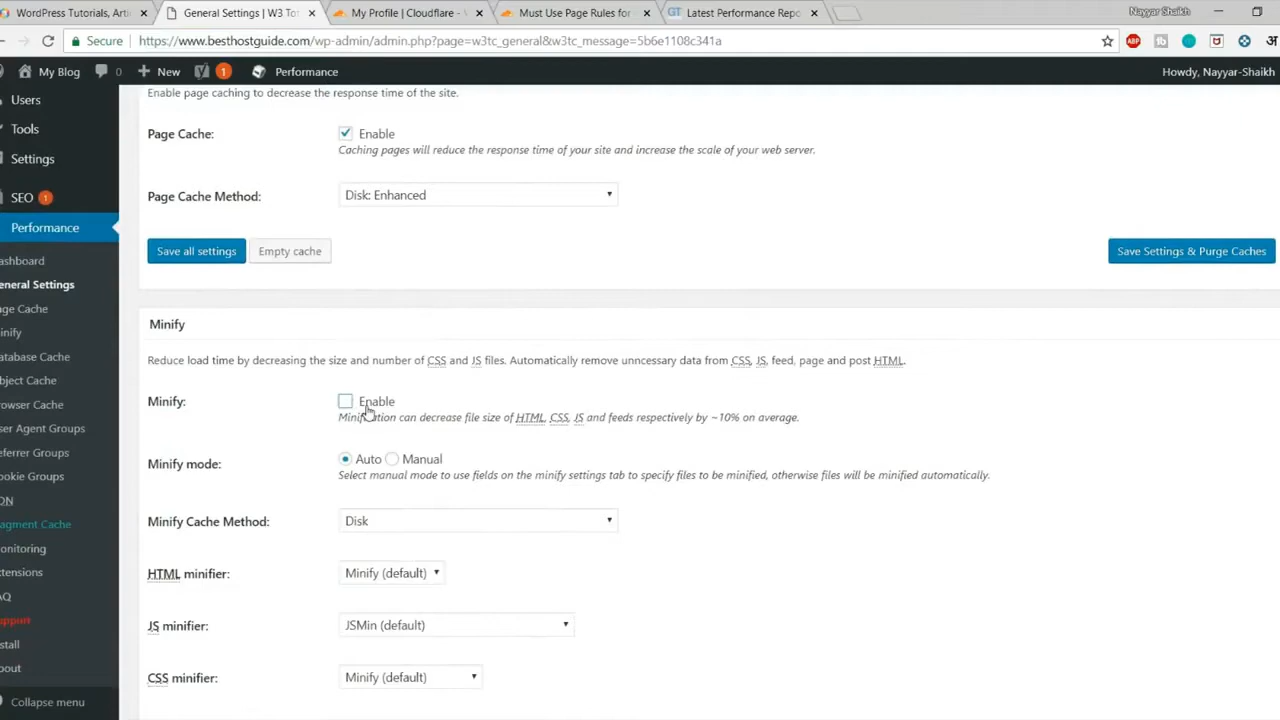 WordPress Tutorials, Arti
General Settings | W3 To
My Profile | Cloudflare -
Must Use Page Rules for
GT Latest Performance Repo
Nayyar Shaikh
Secure https://www.besthostguide.com/wp-admin/admin.php?page=w3tc_general&w3tc_message=5b6e1108c341a
ABP
अ
My Blog 0 New 1 Performance
Howdy, Nayyar-Shaikh
Users
Tools
Settings
SEO 1
Performance
ashboard
eneral Settings
age Cache
inify
atabase Cache
bject Cache
rowser Cache
ser Agent Groups
eferrer Groups
ookie Groups
DN
agment Cache
onitoring
xtensions
AQ
upport
stall
bout
Collapse menu
Enable page caching to decrease the response time of the site.
Page Cache: Enable
Caching pages will reduce the response time of your site and increase the scale of your web server.
Page Cache Method: Disk: Enhanced
Save all settings Empty cache Save Settings & Purge Caches
Minify
Reduce load time by decreasing the size and number of CSS and JS files. Automatically remove unncessary data from CSS, JS, feed, page and post HTML.
Minify: Enable
Minification can decrease file size of HTML, CSS, JS and feeds respectively by ~10% on average.
Minify mode: Auto Manual
Select manual mode to use fields on the minify settings tab to specify files to be minified, otherwise files will be minified automatically.
Minify Cache Method: Disk
HTML minifier: Minify (default)
JS minifier: JSMin (default)
CSS minifier: Minify (default)